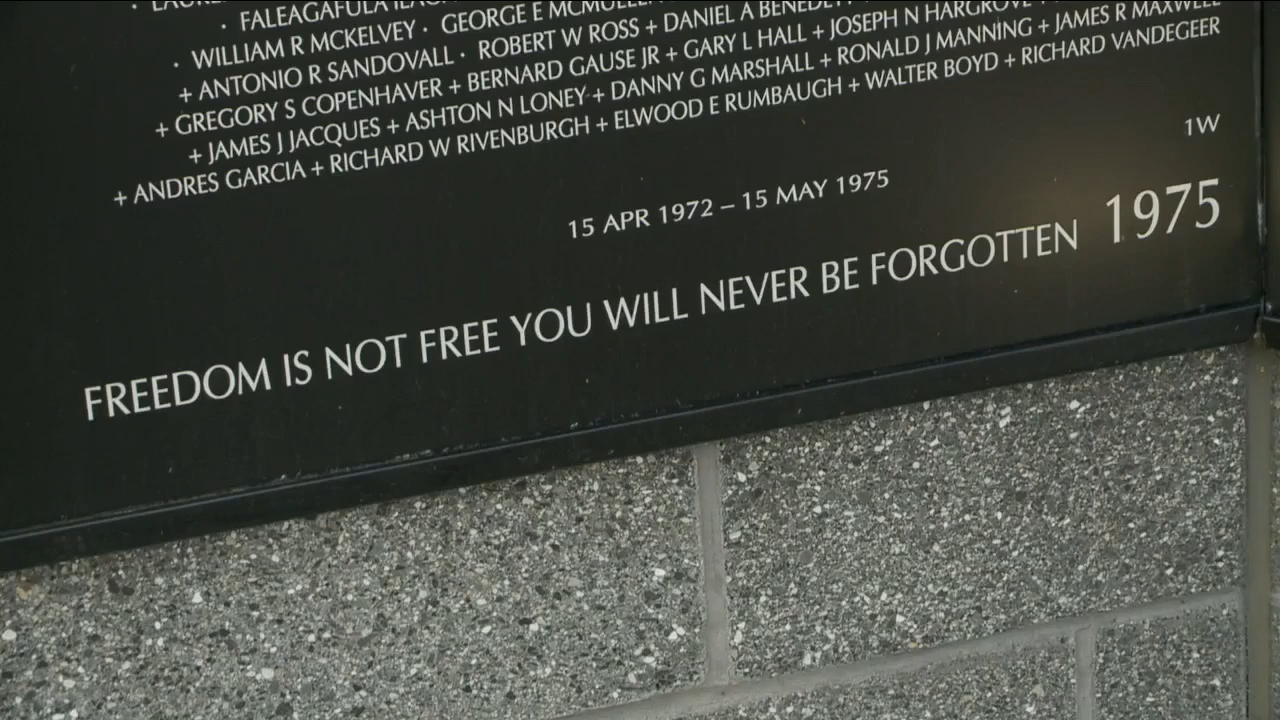 · FALEAGAFULA
· WILLIAM R MCKELVEY · GEORGE E
+ ANTONIO R SANDOVALL · ROBERT W ROSS + DANIEL A
+ GREGORY S COPENHAVER + BERNARD GAUSE JR + GARY L HALL + JOSEPH N HARGROVE
+ JAMES J JACQUES + ASHTON N LONEY + DANNY G MARSHALL + RONALD J MANNING + JAMES R MAXWELL
+ ANDRES GARCIA + RICHARD W RIVENBURGH + ELWOOD E RUMBAUGH + WALTER BOYD + RICHARD VANDEGEER
1W
15 APR 1972 – 15 MAY 1975
FREEDOM IS NOT FREE YOU WILL NEVER BE FORGOTTEN 1975